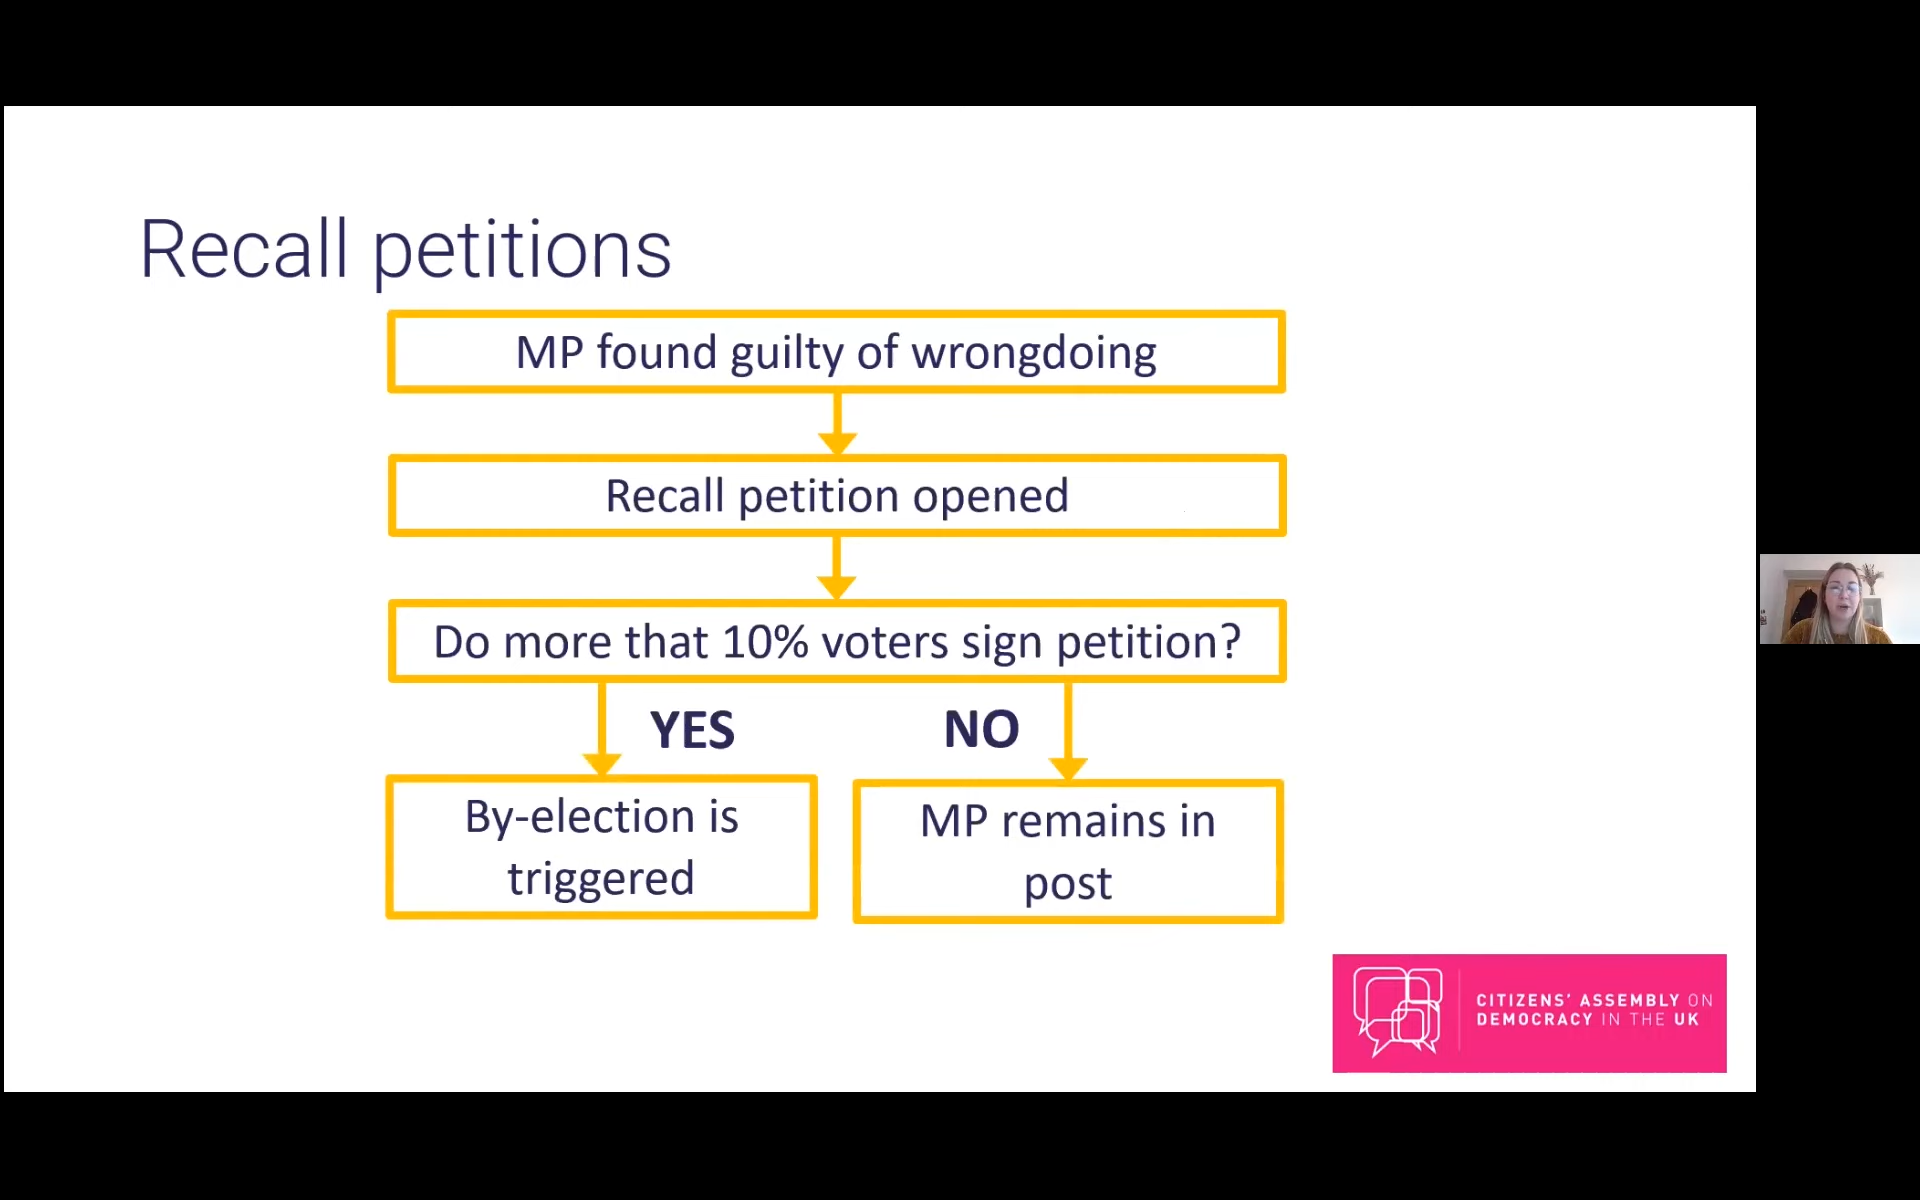 Recall petitions
MP found guilty of wrongdoing
Recall petition opened
Do more that 10% voters sign petition?
YES
NO
By-election is
triggered
MP remains in
post
CITIZENS' ASSEMBLY ON
DEMOCRACY IN THE UK